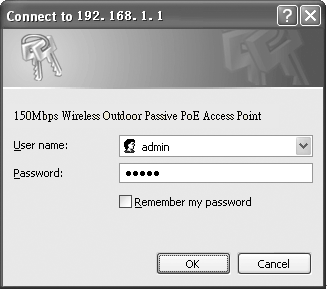 Connect to 192.168.1.1
150Mbps Wireless Outdoor Passive PoE Access Point
User name:
admin
Password:
•••••
Remember my password
OK
Cancel